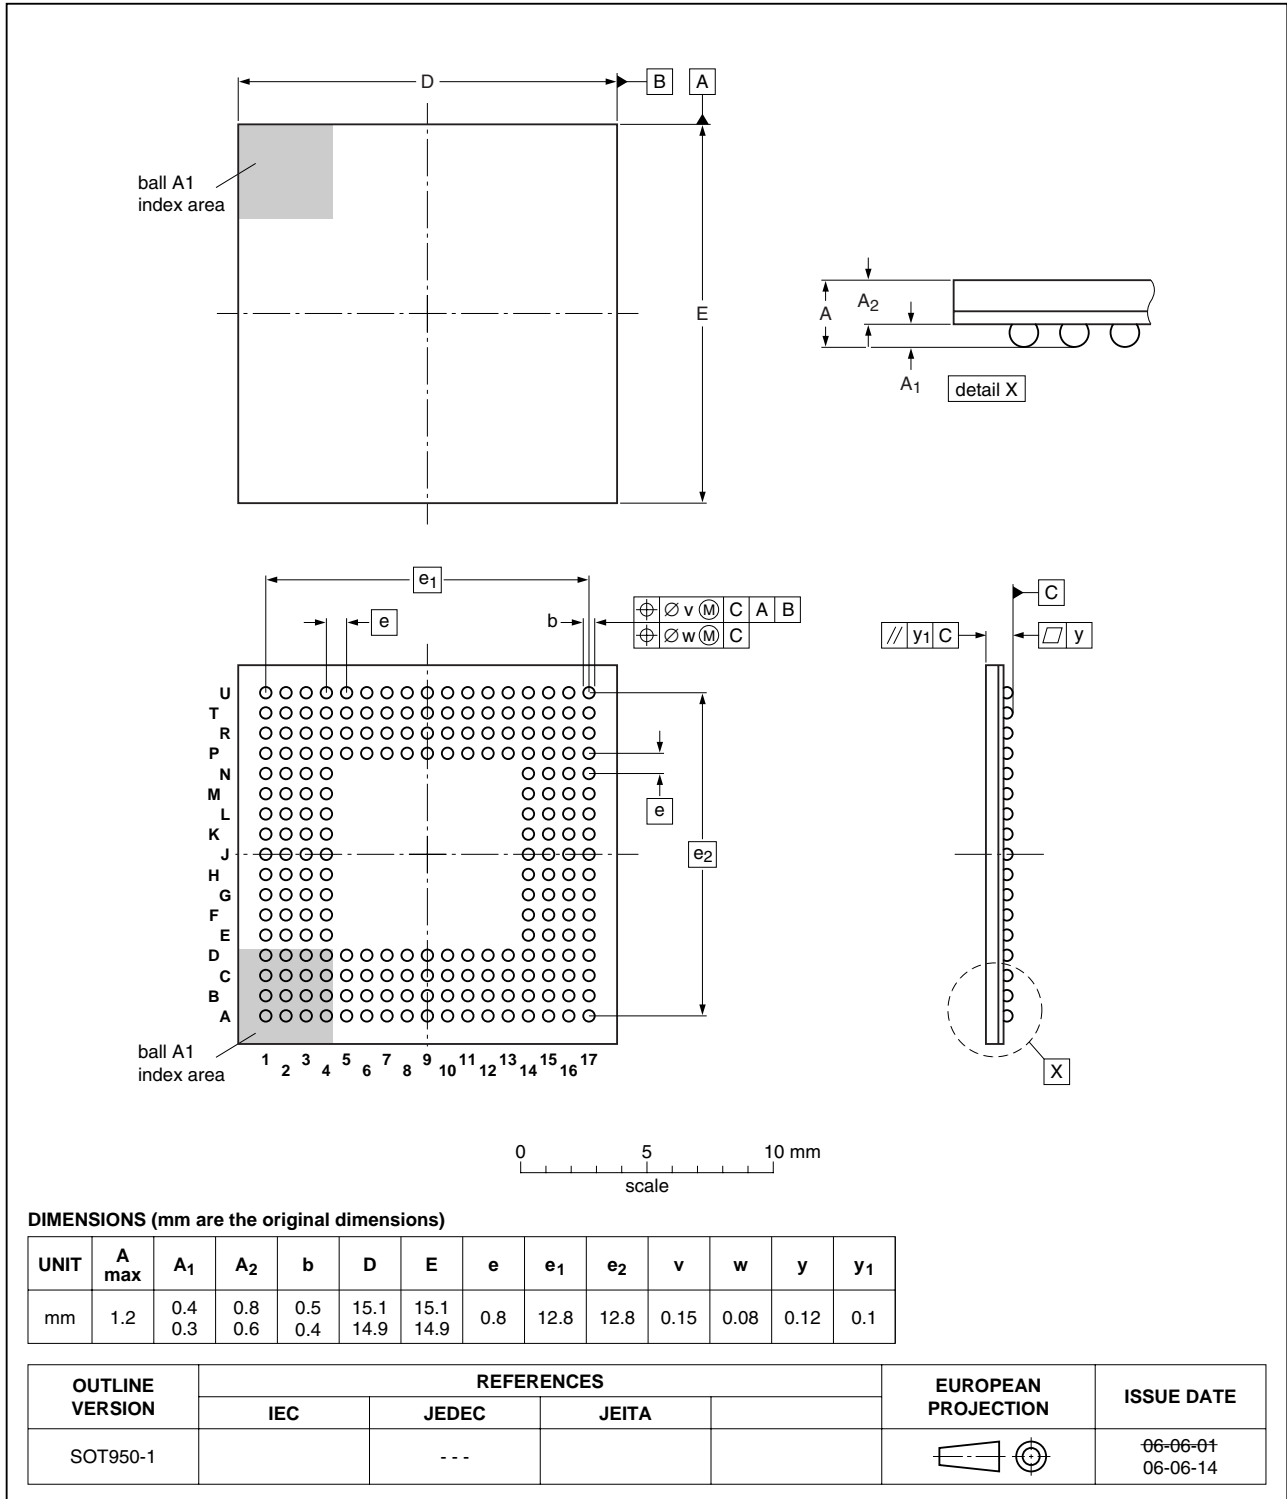 D
B
A
ball A1
index area
E
A
A2
A1
detail X
e1
e
b
⌖ ⌀ v Ⓜ C A B
⌖ ⌀ w Ⓜ C
C
// y1 C
▱ y
U
T
R
P
N
M
L
K
J
H
G
F
E
D
C
B
A
e
e2
ball A1
index area
1 2 3 4 5 6 7 8 9 10 11 12 13 14 15 16 17
X
0 5 10 mm
scale
DIMENSIONS (mm are the original dimensions)
UNIT A max A1 A2 b D E e e1 e2 v w y y1
mm 1.2 0.4 0.3 0.8 0.6 0.5 0.4 15.1 14.9 15.1 14.9 0.8 12.8 12.8 0.15 0.08 0.12 0.1
OUTLINE VERSION
REFERENCES
IEC JEDEC JEITA
EUROPEAN PROJECTION
ISSUE DATE
SOT950-1
- - -
06-06-01
06-06-14